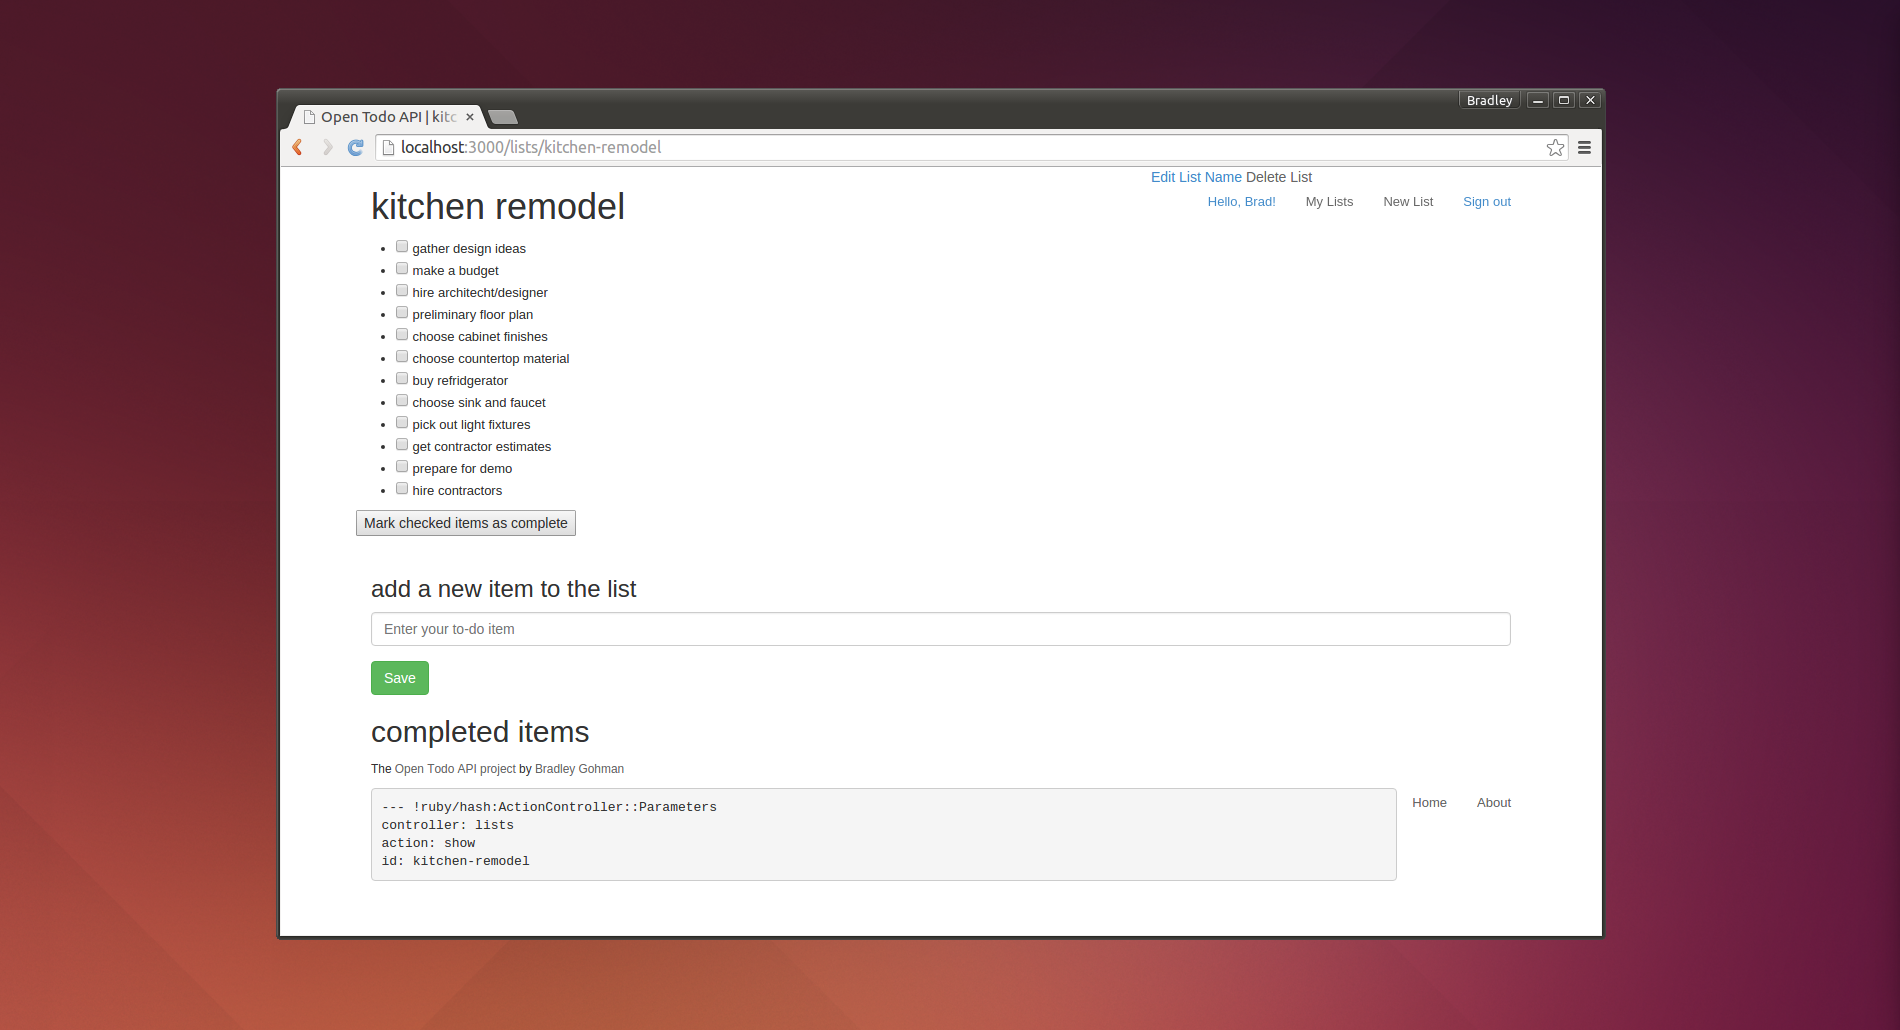 Bradley
Open Todo API | kitc
localhost:3000/lists/kitchen-remodel
Edit List Name Delete List
kitchen remodel
Hello, Brad! My Lists New List Sign out
gather design ideas
make a budget
hire architecht/designer
preliminary floor plan
choose cabinet finishes
choose countertop material
buy refridgerator
choose sink and faucet
pick out light fixtures
get contractor estimates
prepare for demo
hire contractors
Mark checked items as complete
add a new item to the list
Enter your to-do item
Save
completed items
The Open Todo API project by Bradley Gohman
--- !ruby/hash:ActionController::Parameters
controller: lists
action: show
id: kitchen-remodel
Home About